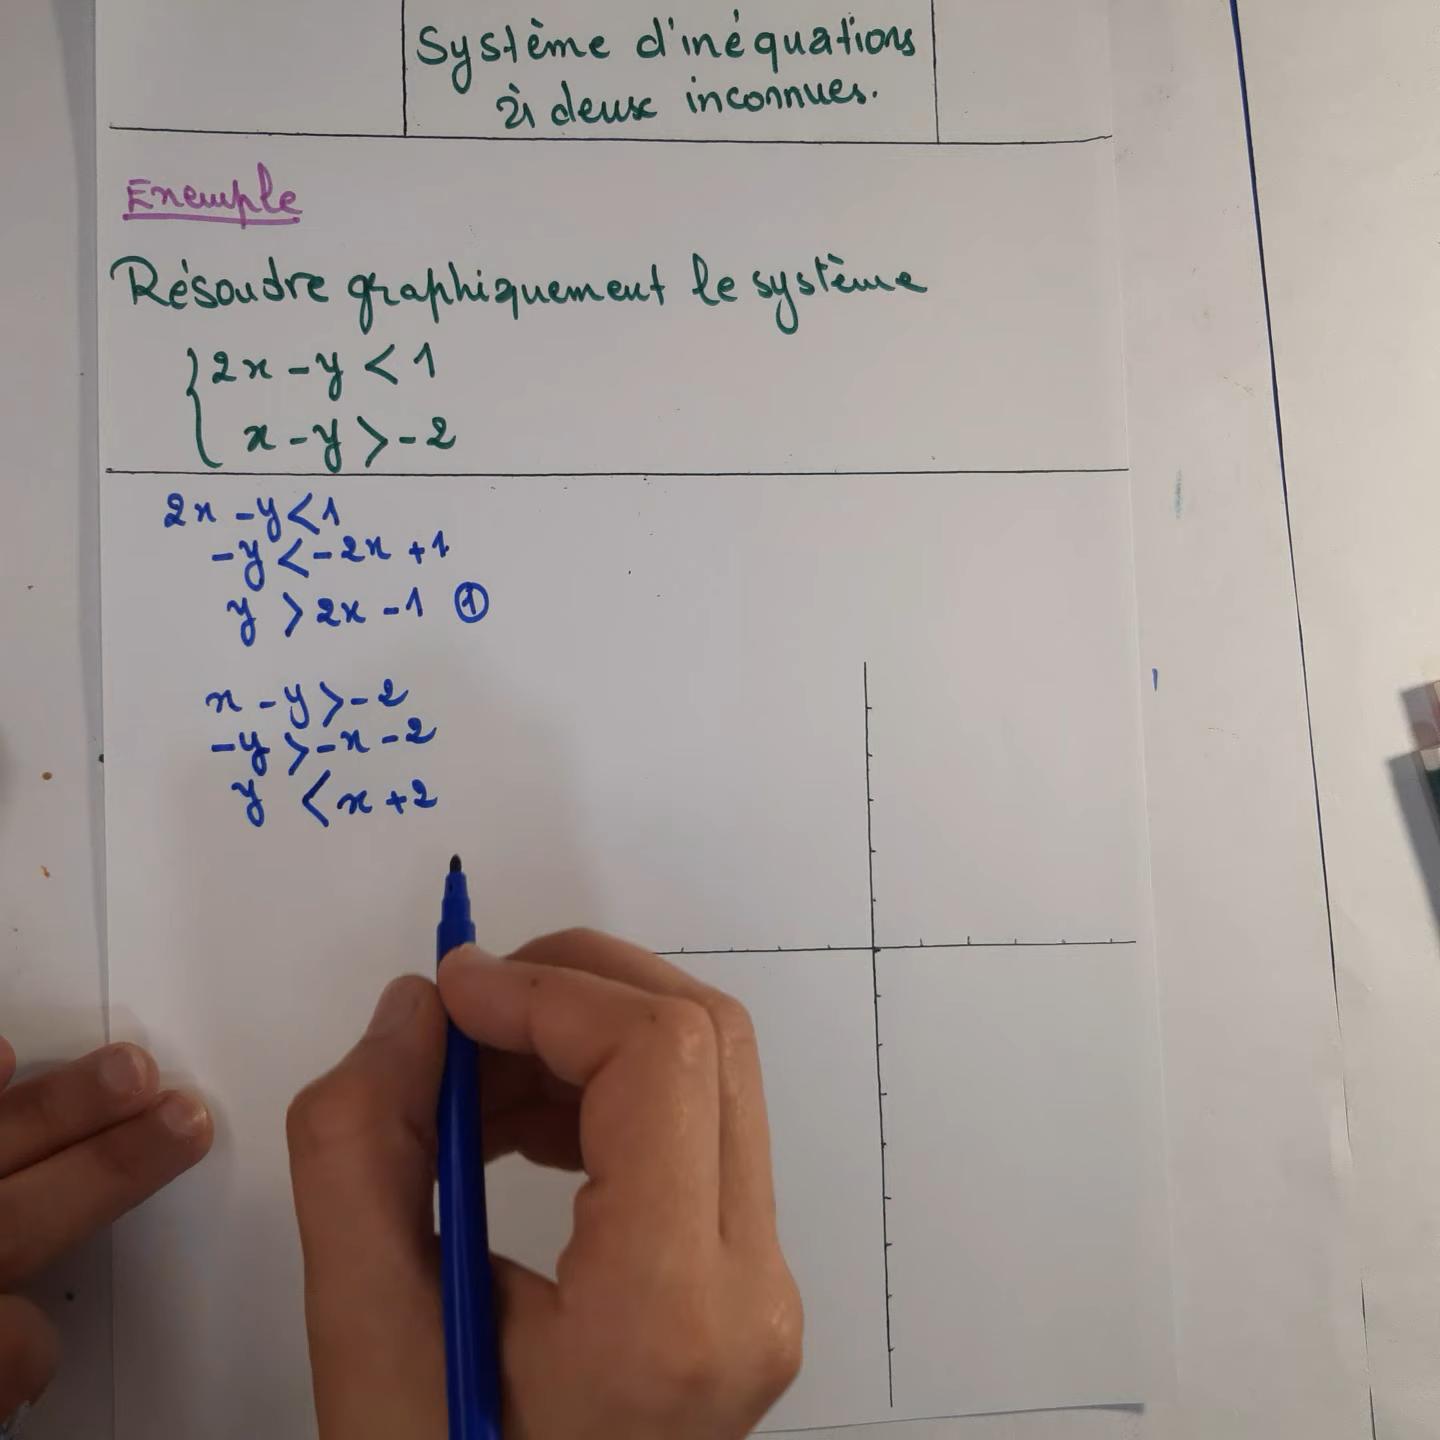 Système d'inéquations
à deux inconnues.
Exemple
Résoudre graphiquement le système
2x - y < 1
x - y > - 2
2x - y < 1
- y < - 2x + 1
y > 2x - 1 ①
x - y > - 2
- y > - x - 2
y < x + 2